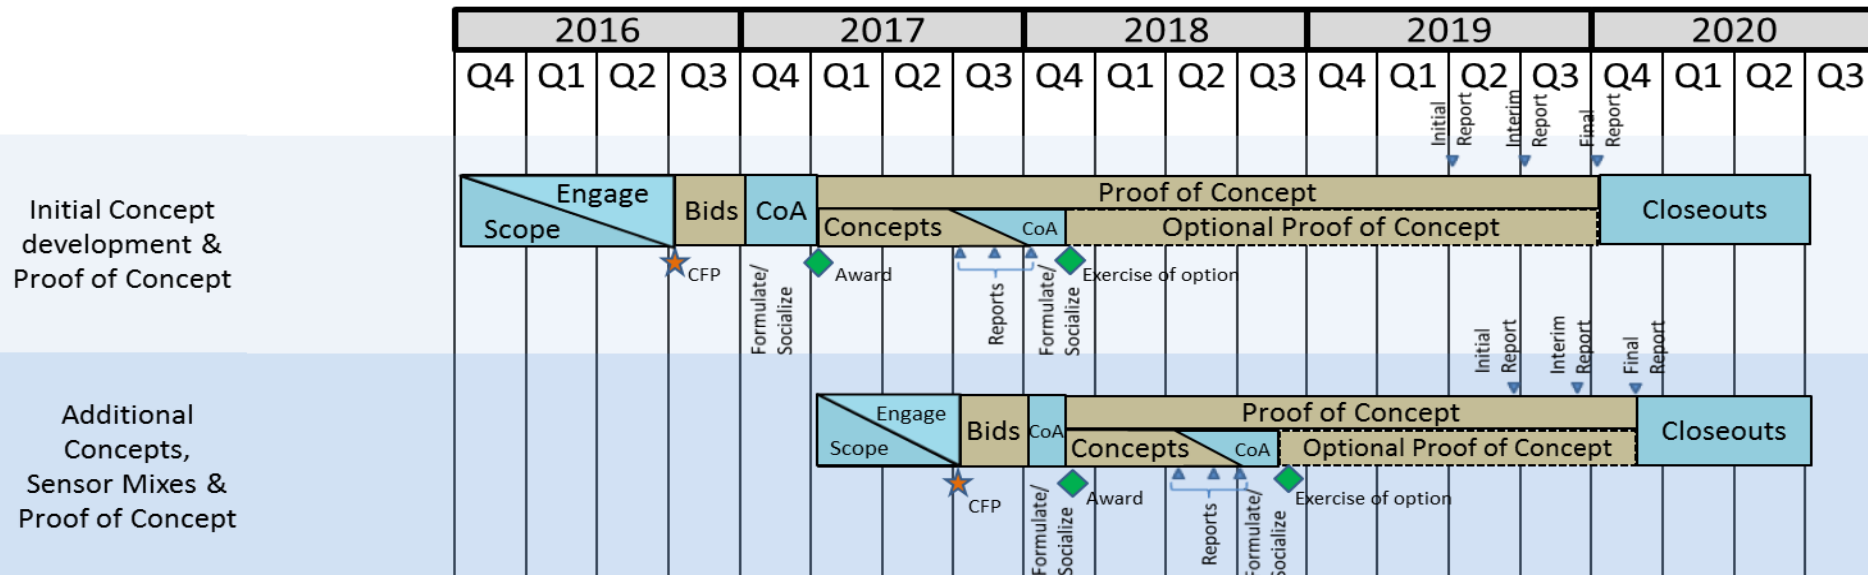 2016 2017 2018 2019 2020
Q4 Q1 Q2 Q3 Q4 Q1 Q2 Q3 Q4 Q1 Q2 Q3 Q4 Q1 Q2 Q3 Q4 Q1 Q2 Q3
Initial
Report
Interim
Report
Final
Report
Initial Concept
development &
Proof of Concept
Engage
Scope
Bids
CoA
Proof of Concept
Concepts
CoA
Optional Proof of Concept
Closeouts
CFP
Formulate/
Socialize
Award
Reports
Formulate/
Socialize
Exercise of option
Initial
Report
Interim
Report
Final
Report
Additional
Concepts,
Sensor Mixes &
Proof of Concept
Engage
Scope
Bids
CoA
Proof of Concept
Concepts
CoA
Optional Proof of Concept
Closeouts
CFP
Formulate/
Socialize
Award
Reports
Formulate/
Socialize
Exercise of option